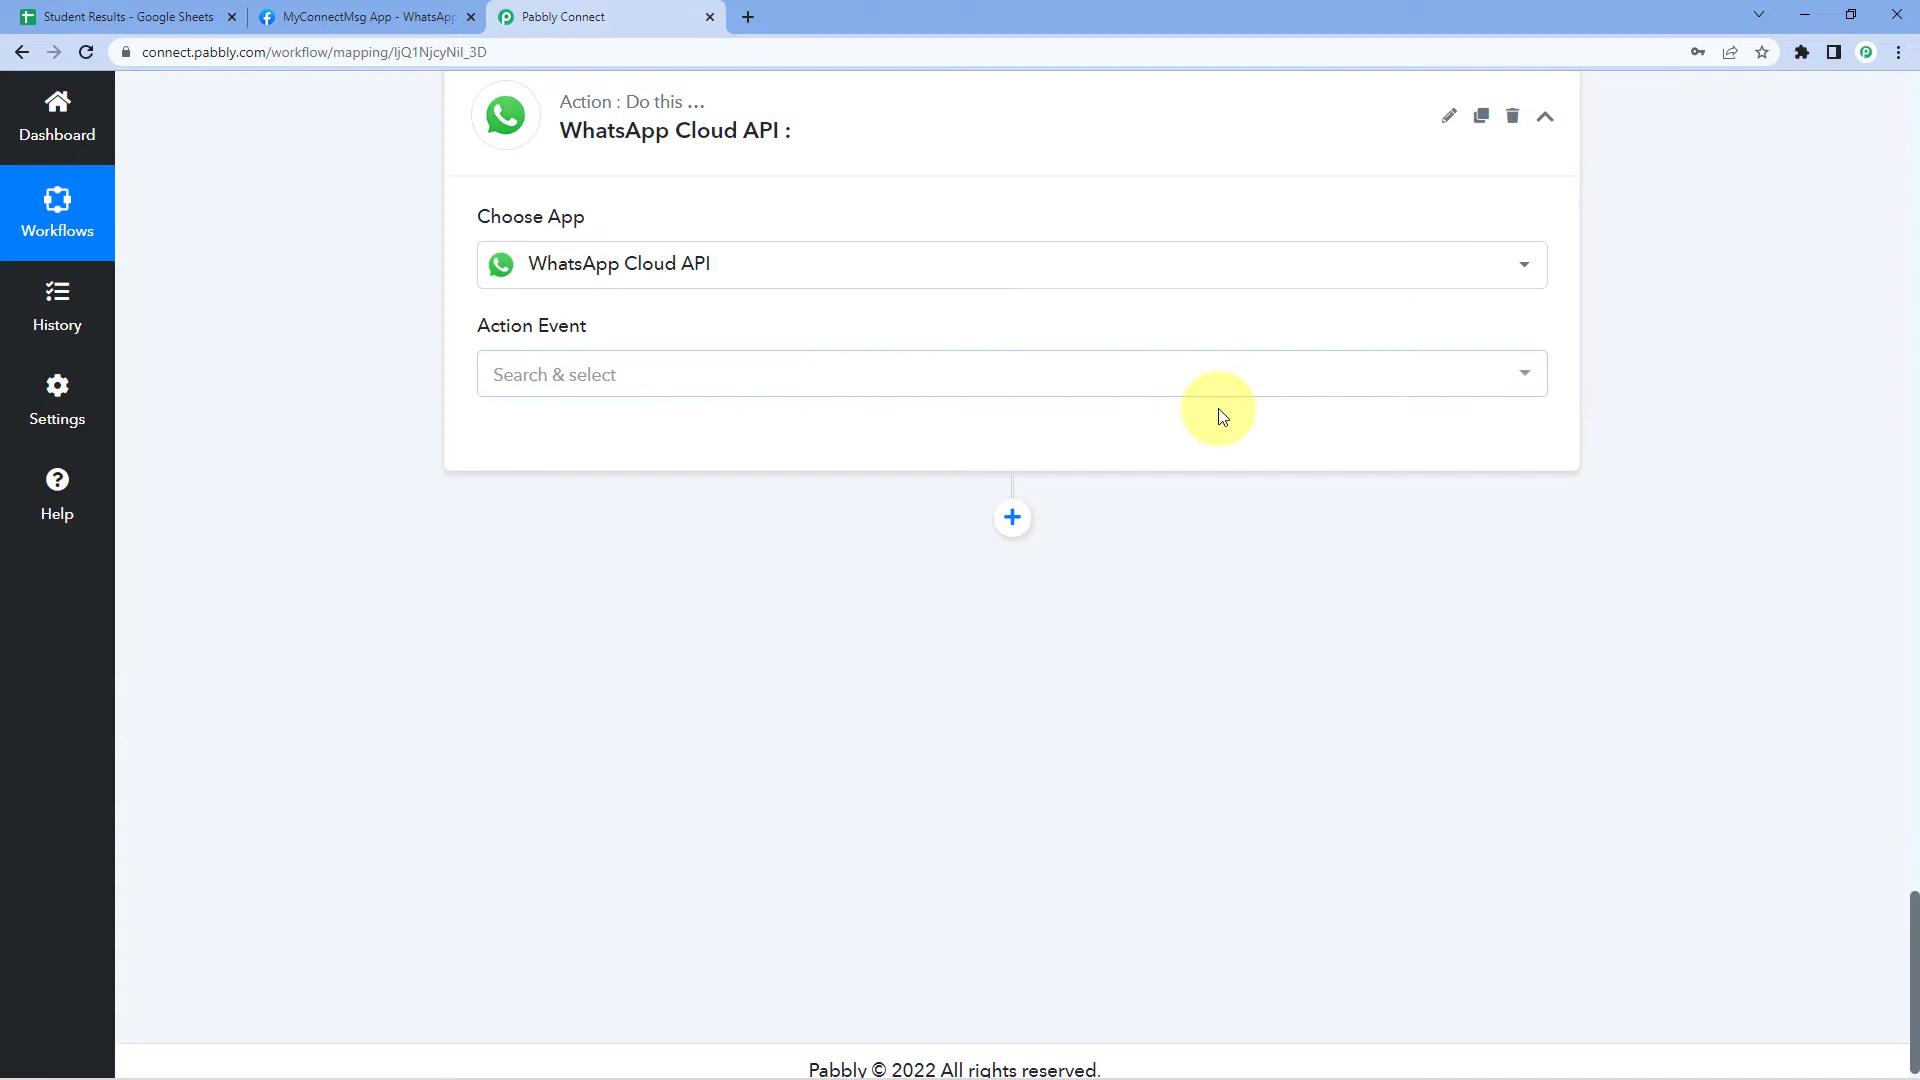 Student Results - Google Sheets
MyConnectMsg App - WhatsApp
Pabbly Connect
connect.pabbly.com/workflow/mapping/IjQ1NjcyNiI_3D
Dashboard
Workflows
History
Settings
Help
Action : Do this ...
WhatsApp Cloud API :
Choose App
WhatsApp Cloud API
Action Event
Search & select
Pabbly © 2022 All rights reserved.